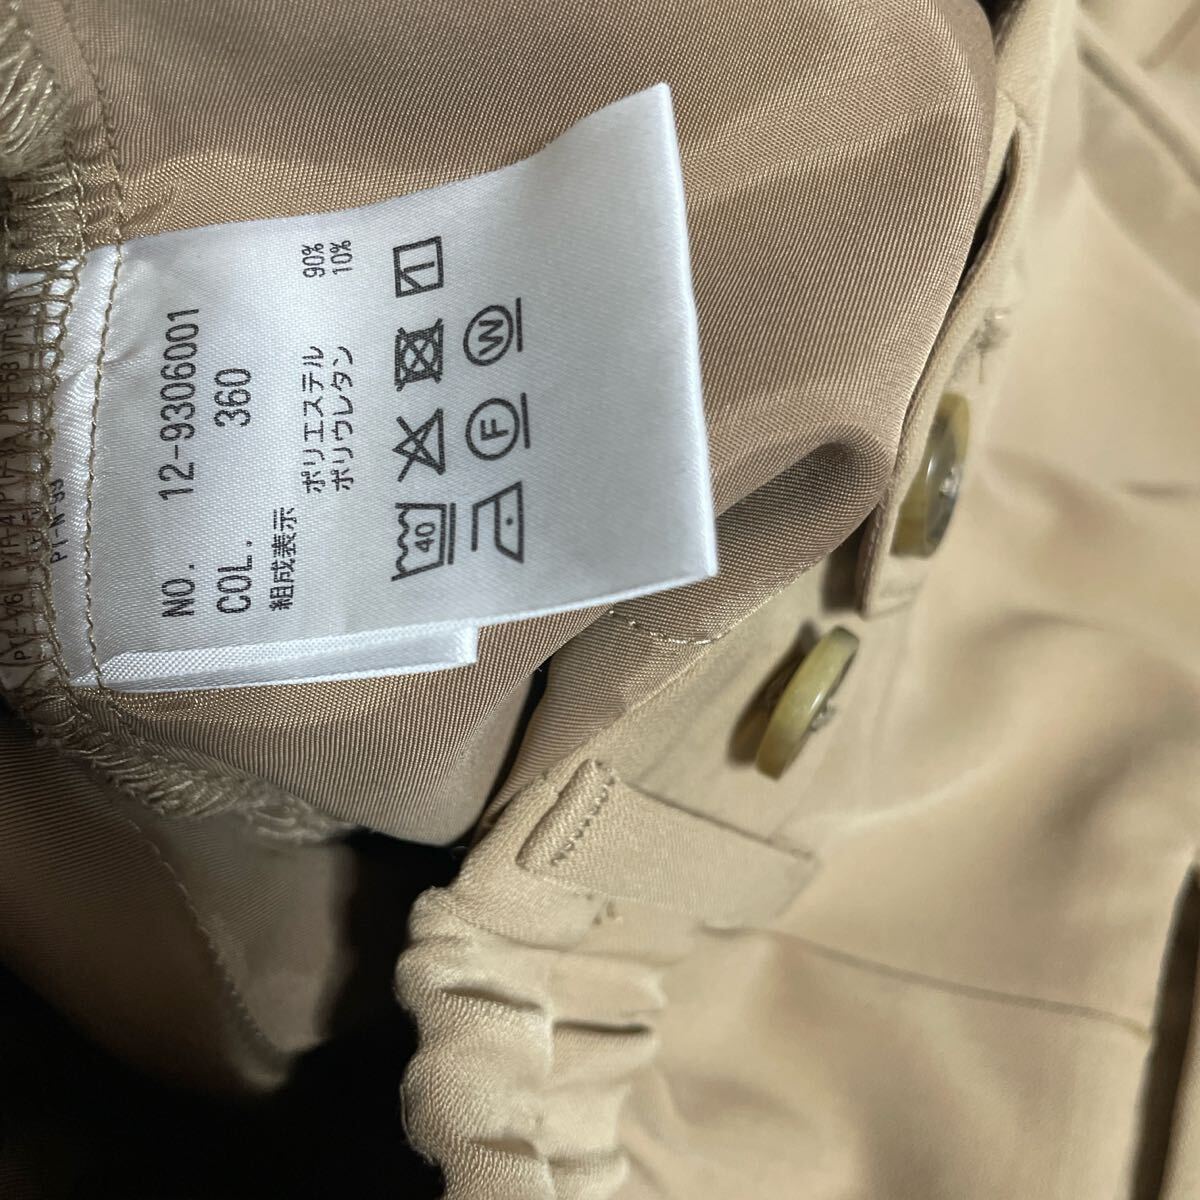 NO. 12-9306001
COL. 360
組成表示
ポリエステル 90%
ポリウレタン 10%
40
F
W